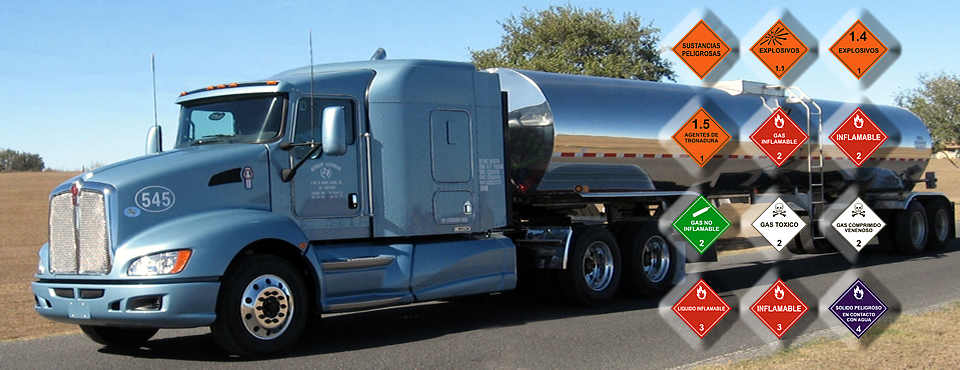 SUSTANCIAS
PELIGROSAS
EXPLOSIVOS
1.1
1.4
EXPLOSIVOS
1
1.5
AGENTES DE
TRONADURA
1
GAS
INFLAMABLE
2
INFLAMABLE
2
GAS NO
INFLAMABLE
2
GAS TOXICO
2
GAS COMPRIMIDO
VENENOSO
2
LIQUIDO INFLAMABLE
3
INFLAMABLE
3
SOLIDO PELIGROSO
EN CONTACTO
CON AGUA
4
545